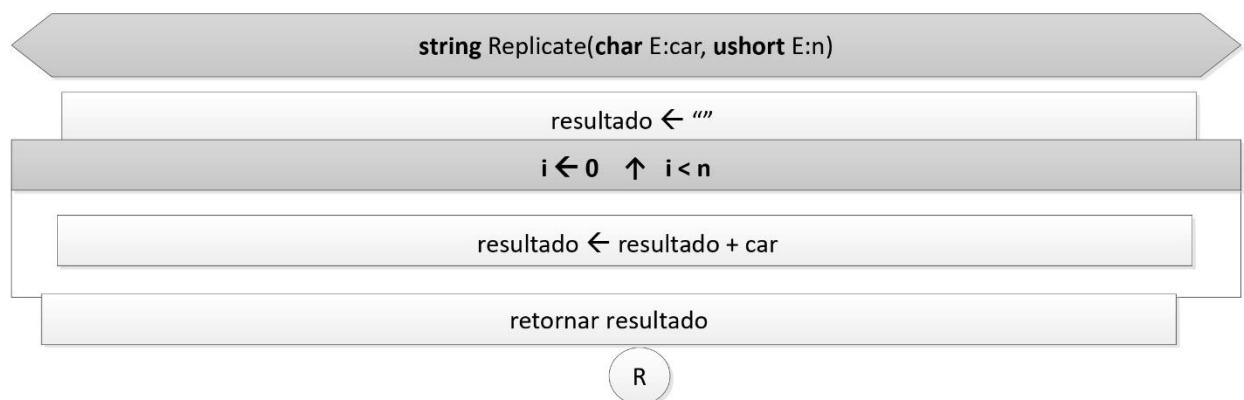 string Replicate(char E:car, ushort E:n)
resultado ← “”
i ← 0 ↑ i < n
resultado ← resultado + car
retornar resultado
R